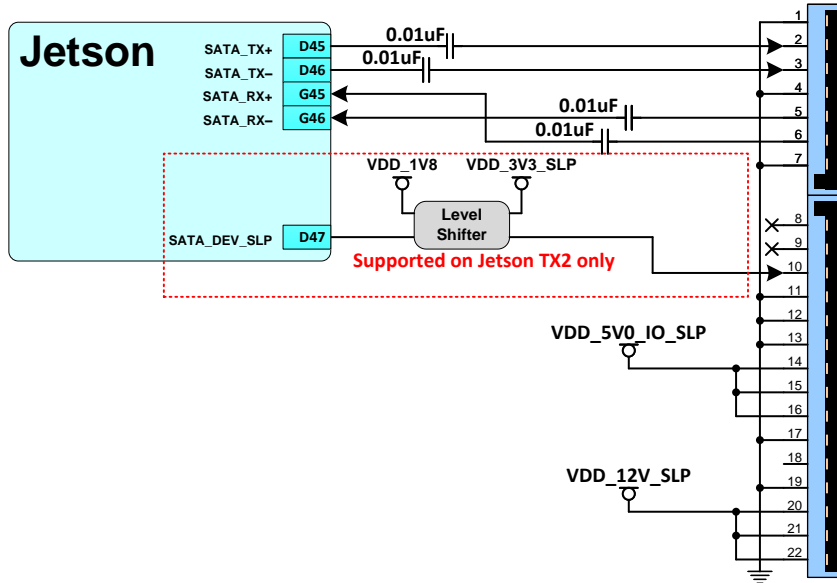 Jetson
SATA_TX+ D45 0.01uF
SATA_TX– D46 0.01uF
SATA_RX+ G45
SATA_RX– G46 0.01uF
0.01uF
VDD_1V8 VDD_3V3_SLP
Level
Shifter
SATA_DEV_SLP D47
Supported on Jetson TX2 only
VDD_5V0_IO_SLP
VDD_12V_SLP
1
2
3
4
5
6
7
8
9
10
11
12
13
14
15
16
17
18
19
20
21
22